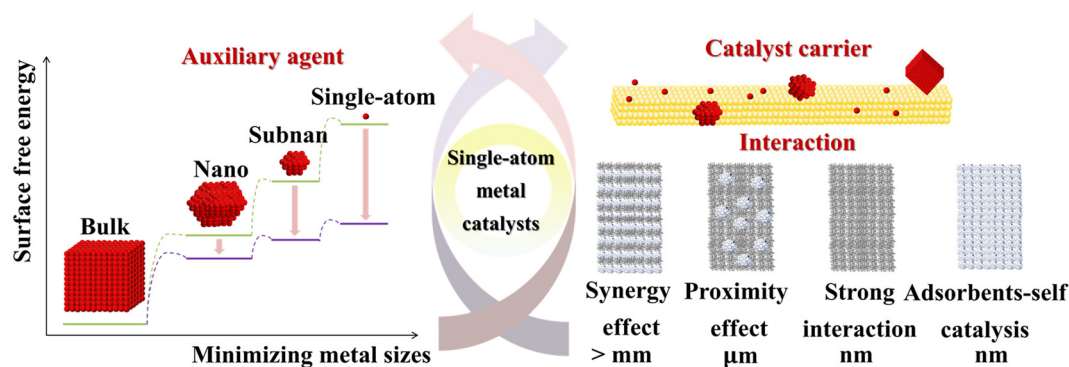 Surface free energy
Auxiliary agent
Single-atom
Subnan
Nano
Bulk
Minimizing metal sizes
Single-atom
metal
catalysts
Catalyst carrier
Interaction
Synergy
effect
> mm
Proximity
effect
μm
Strong
interaction
nm
Adsorbents-self
catalysis
nm